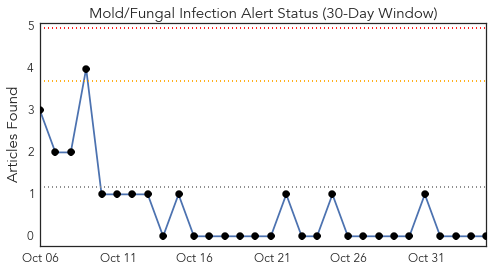 Mold/Fungal Infection Alert Status (30-Day Window)
Articles Found
5
4
3
2
1
0
Oct 06 Oct 11 Oct 16 Oct 21 Oct 26 Oct 31